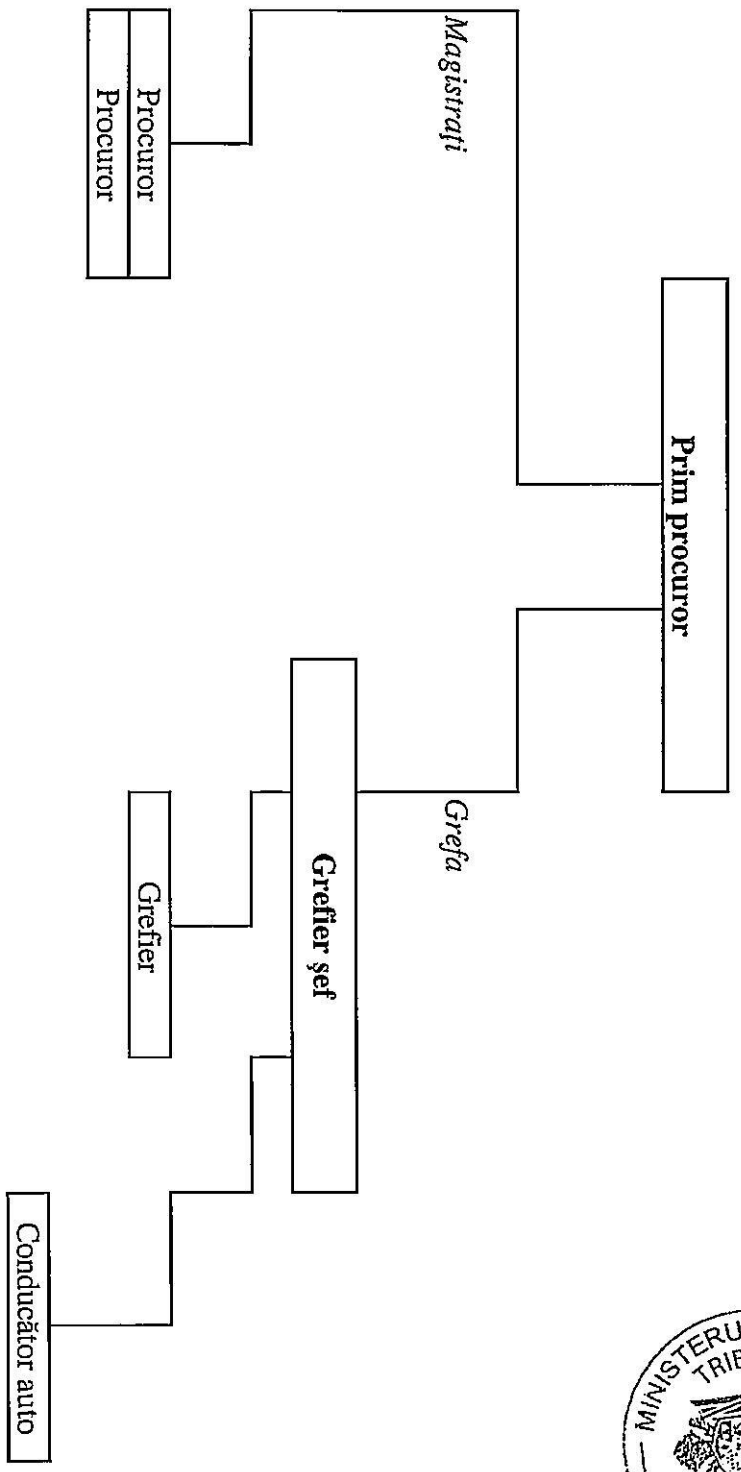 Prim procuror
Magistrați
Grefa
Grefier șef
Procuror
Procuror
Grefier
Conducător auto